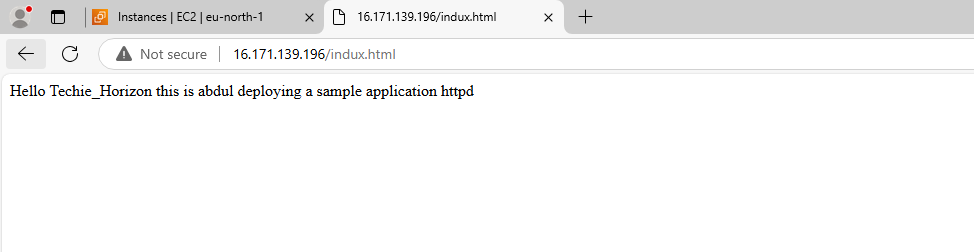 Instances | EC2 | eu-north-1
16.171.139.196/indux.html
Not secure
16.171.139.196/indux.html
Hello Techie_Horizon this is abdul deploying a sample application httpd